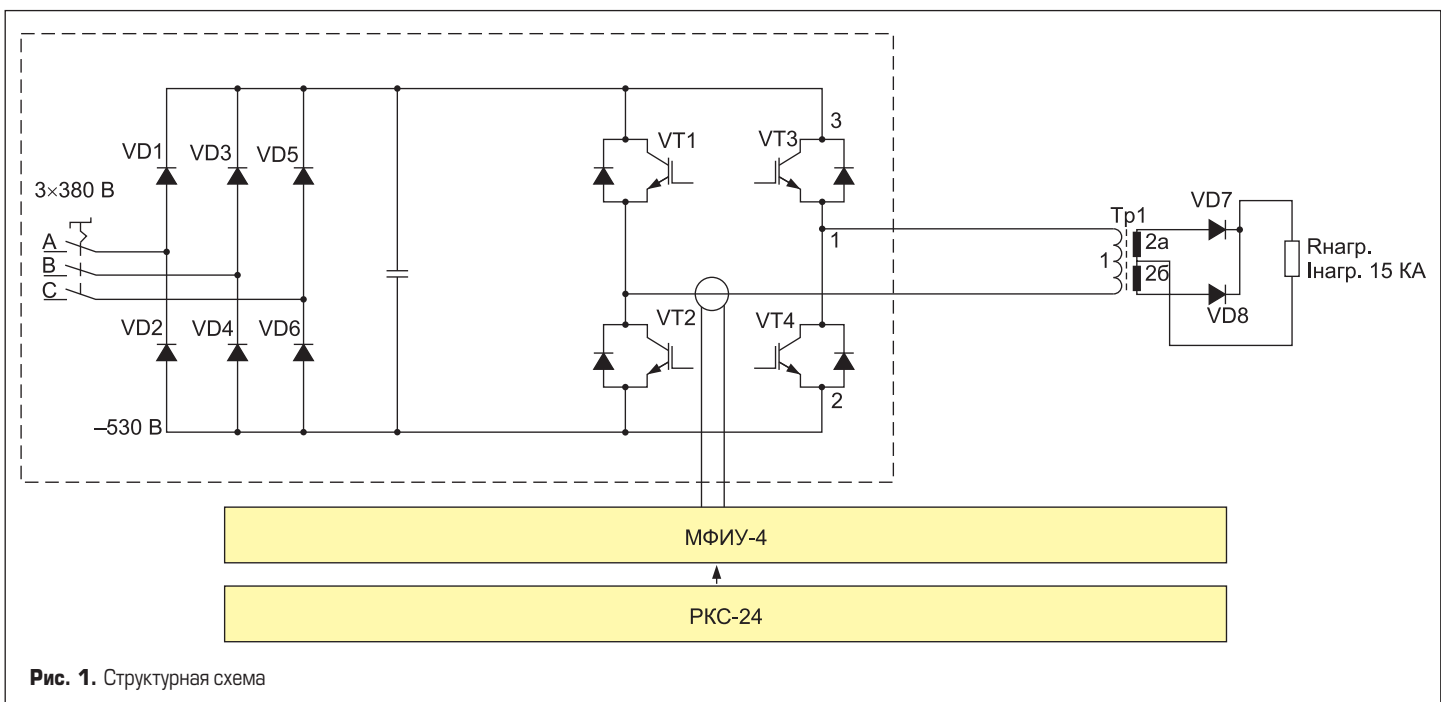 3×380 В
A
B
C
VD1
VD3
VD5
VD2
VD4
VD6
–530 В
VT1
VT3
3
1
VT2
VT4
2
Тр1
1
2а
2б
VD7
VD8
Rнагр.
Iнагр. 15 КА
МФИУ-4
РКС-24
Рис. 1. Структурная схема